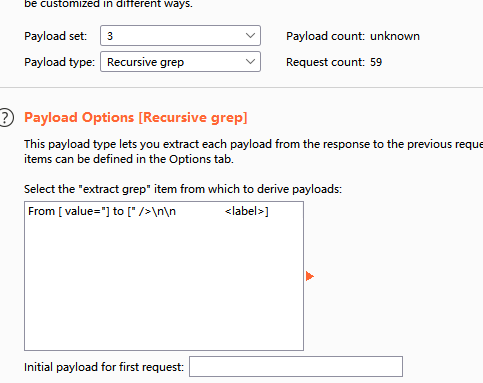 be customized in different ways.
Payload set: 3 Payload count: unknown
Payload type: Recursive grep Request count: 59
? Payload Options [Recursive grep]
This payload type lets you extract each payload from the response to the previous reque
items can be defined in the Options tab.
Select the "extract grep" item from which to derive payloads:
From [ value="] to [" />\n\n <label>]
Initial payload for first request: